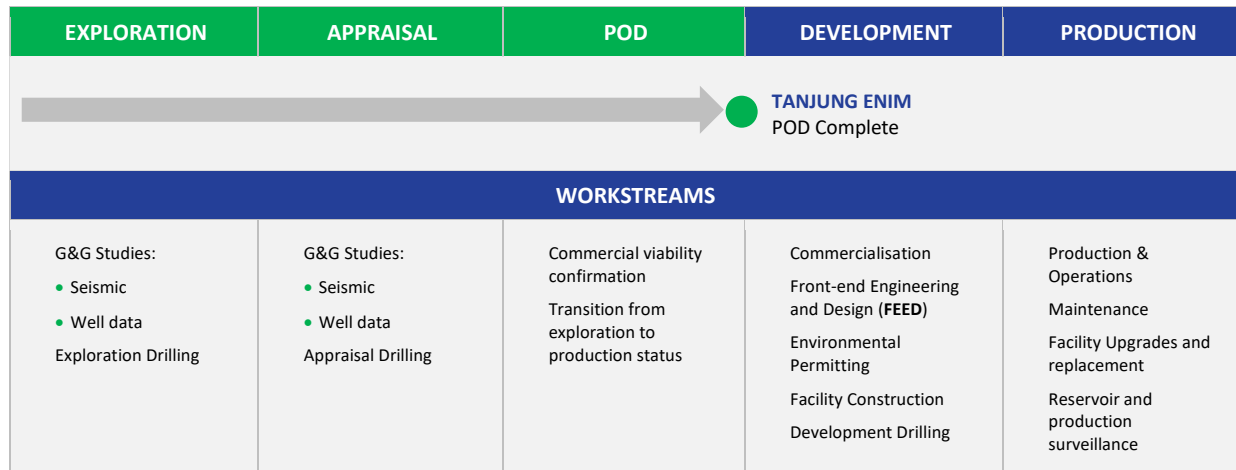 EXPLORATION
APPRAISAL
POD
DEVELOPMENT
PRODUCTION
TANJUNG ENIM
POD Complete
WORKSTREAMS
G&G Studies:
• Seismic
• Well data
Exploration Drilling
G&G Studies:
• Seismic
• Well data
Appraisal Drilling
Commercial viability
confirmation
Transition from
exploration to
production status
Commercialisation
Front-end Engineering
and Design (FEED)
Environmental
Permitting
Facility Construction
Development Drilling
Production &
Operations
Maintenance
Facility Upgrades and
replacement
Reservoir and
production
surveillance